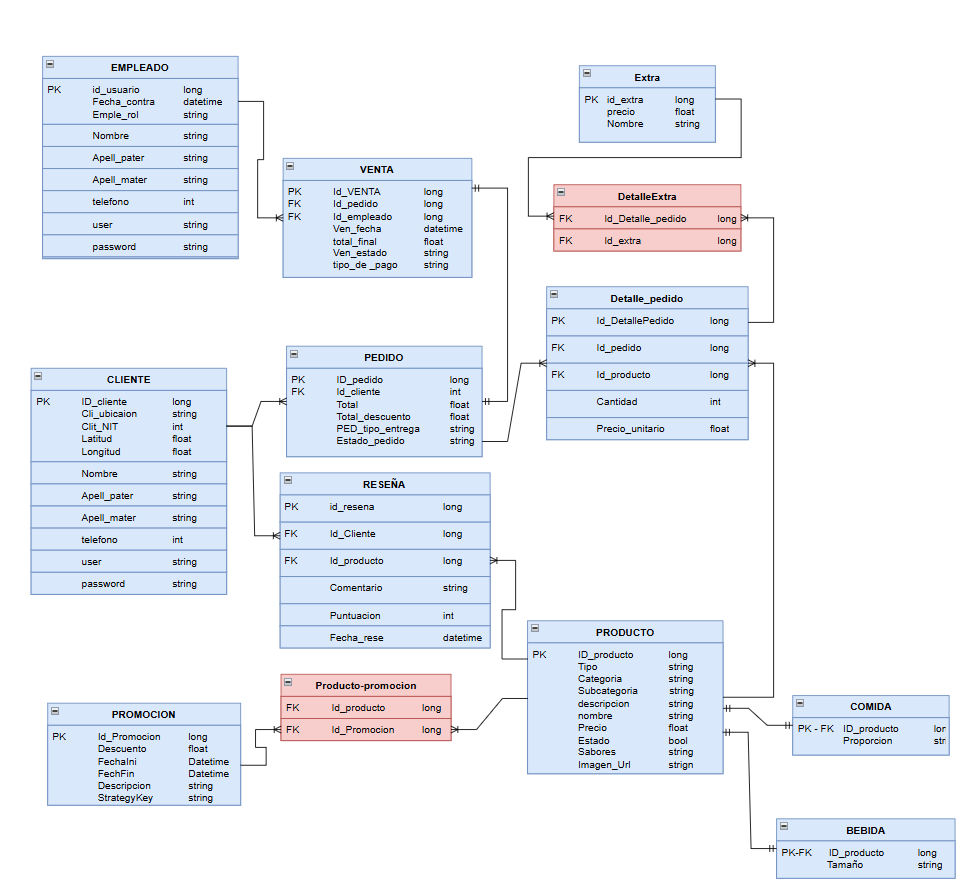 EMPLEADO
PK id_usuario long
Fecha_contra datetime
Emple_rol string
Nombre string
Apell_pater string
Apell_mater string
telefono int
user string
password string
Extra
PK id_extra long
precio float
Nombre string
VENTA
PK Id_VENTA long
FK Id_pedido long
FK Id_empleado long
Ven_fecha datetime
total_final float
Ven_estado string
tipo_de _pago string
DetalleExtra
FK Id_Detalle_pedido long
FK Id_extra long
Detalle_pedido
PK Id_DetallePedido long
FK Id_pedido long
FK Id_producto long
Cantidad int
Precio_unitario float
PEDIDO
PK ID_pedido long
FK Id_cliente int
Total float
Total_descuento float
PED_tipo_entrega string
Estado_pedido string
CLIENTE
PK ID_cliente long
Cli_ubicaion string
Clit_NIT int
Latitud float
Longitud float
Nombre string
Apell_pater string
Apell_mater string
telefono int
user string
password string
RESEÑA
PK id_resena long
FK Id_Cliente long
FK Id_producto long
Comentario string
Puntuacion int
Fecha_rese datetime
PRODUCTO
PK ID_producto long
Tipo string
Categoria string
Subcategoria string
descripcion string
nombre string
Precio float
Estado bool
Sabores string
Imagen_Url strign
Producto-promocion
FK Id_producto long
FK Id_Promocion long
PROMOCION
PK Id_Promocion long
Descuento float
FechaIni Datetime
FechFin Datetime
Descripcion string
StrategyKey string
COMIDA
PK - FK ID_producto lon
Proporcion stri
BEBIDA
PK-FK ID_producto long
Tamaño string